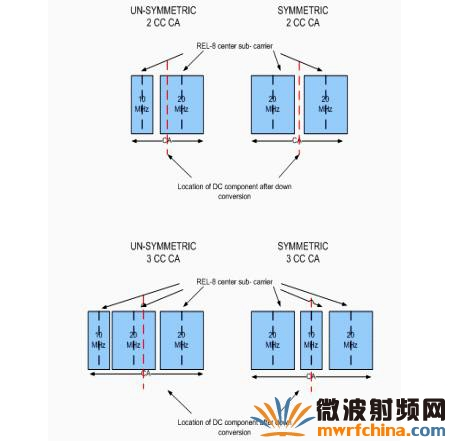 UN-SYMMETRIC
2 CC CA
SYMMETRIC
2 CC CA
REL-8 center sub- carrier
10
MHz
20
MHz
20
MHz
20
MHz
CA
CA
Location of DC component after down
conversion
UN-SYMMETRIC
3 CC CA
SYMMETRIC
3 CC CA
REL-8 center sub- carrier
10
MHz
20
MHz
20
MHz
20
MHz
10
MHz
20
MHz
CA
CA
Location of DC component after down
conversion
微波射频网
mwrfchina.com